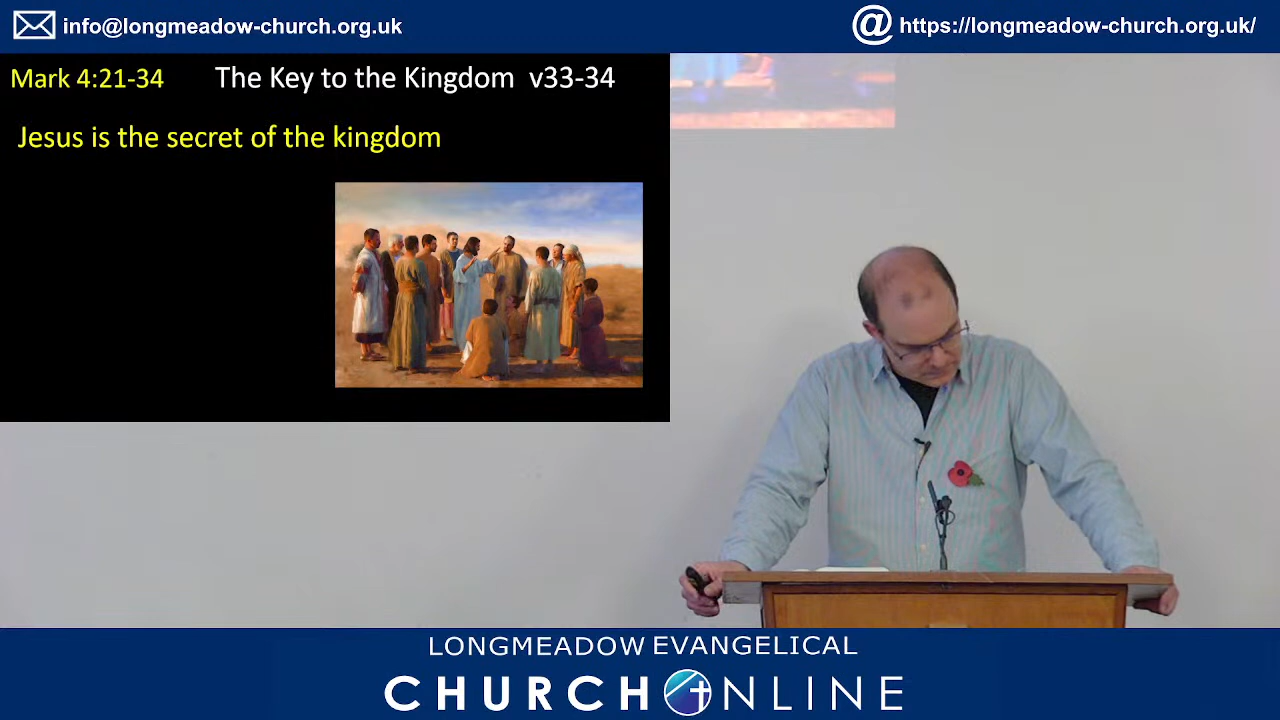 info@longmeadow-church.org.uk
@ https://longmeadow-church.org.uk/
Mark 4:21-34 The Key to the Kingdom v33-34
Jesus is the secret of the kingdom
LONGMEADOW EVANGELICAL
CHURCH ONLINE